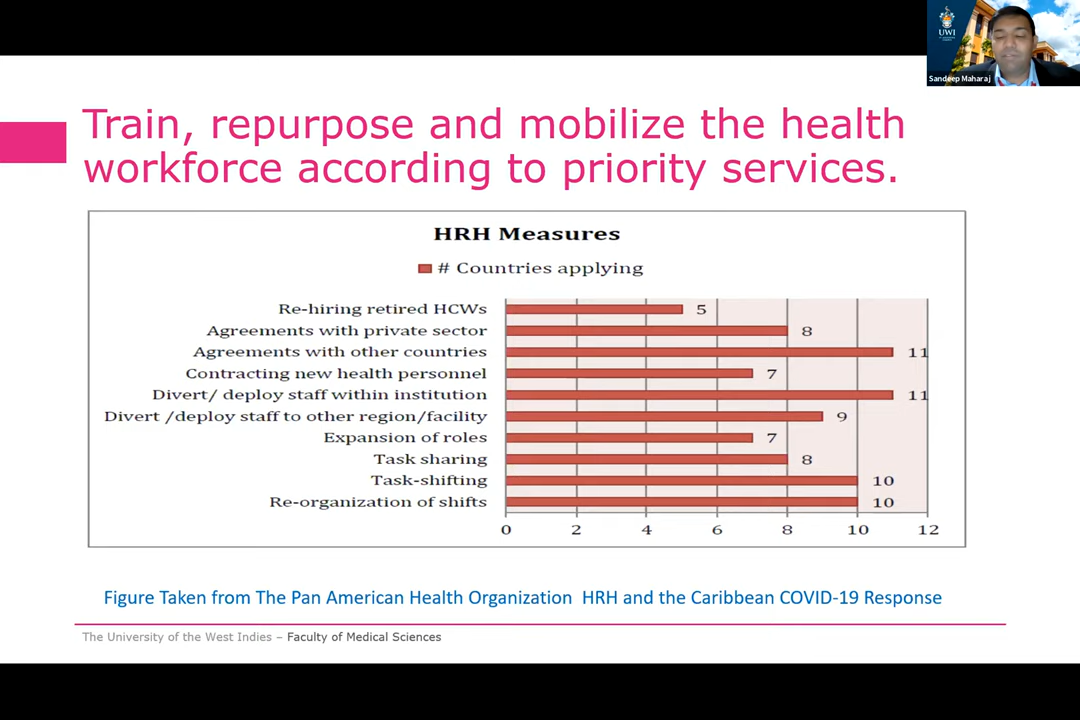 UWI
Sandeep Maharaj
Train, repurpose and mobilize the health
workforce according to priority services.
HRH Measures
# Countries applying
Re-hiring retired HCWs 5
Agreements with private sector 8
Agreements with other countries 11
Contracting new health personnel 7
Divert/ deploy staff within institution 11
Divert /deploy staff to other region/facility 9
Expansion of roles 7
Task sharing 8
Task-shifting 10
Re-organization of shifts 10
0 2 4 6 8 10 12
Figure Taken from The Pan American Health Organization HRH and the Caribbean COVID-19 Response
The University of the West Indies – Faculty of Medical Sciences